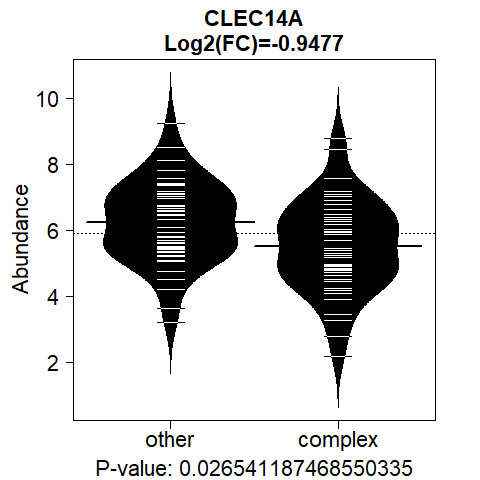 CLEC14A
Log2(FC)=-0.9477
10
8
6
4
2
Abundance
other complex
P-value: 0.026541187468550335